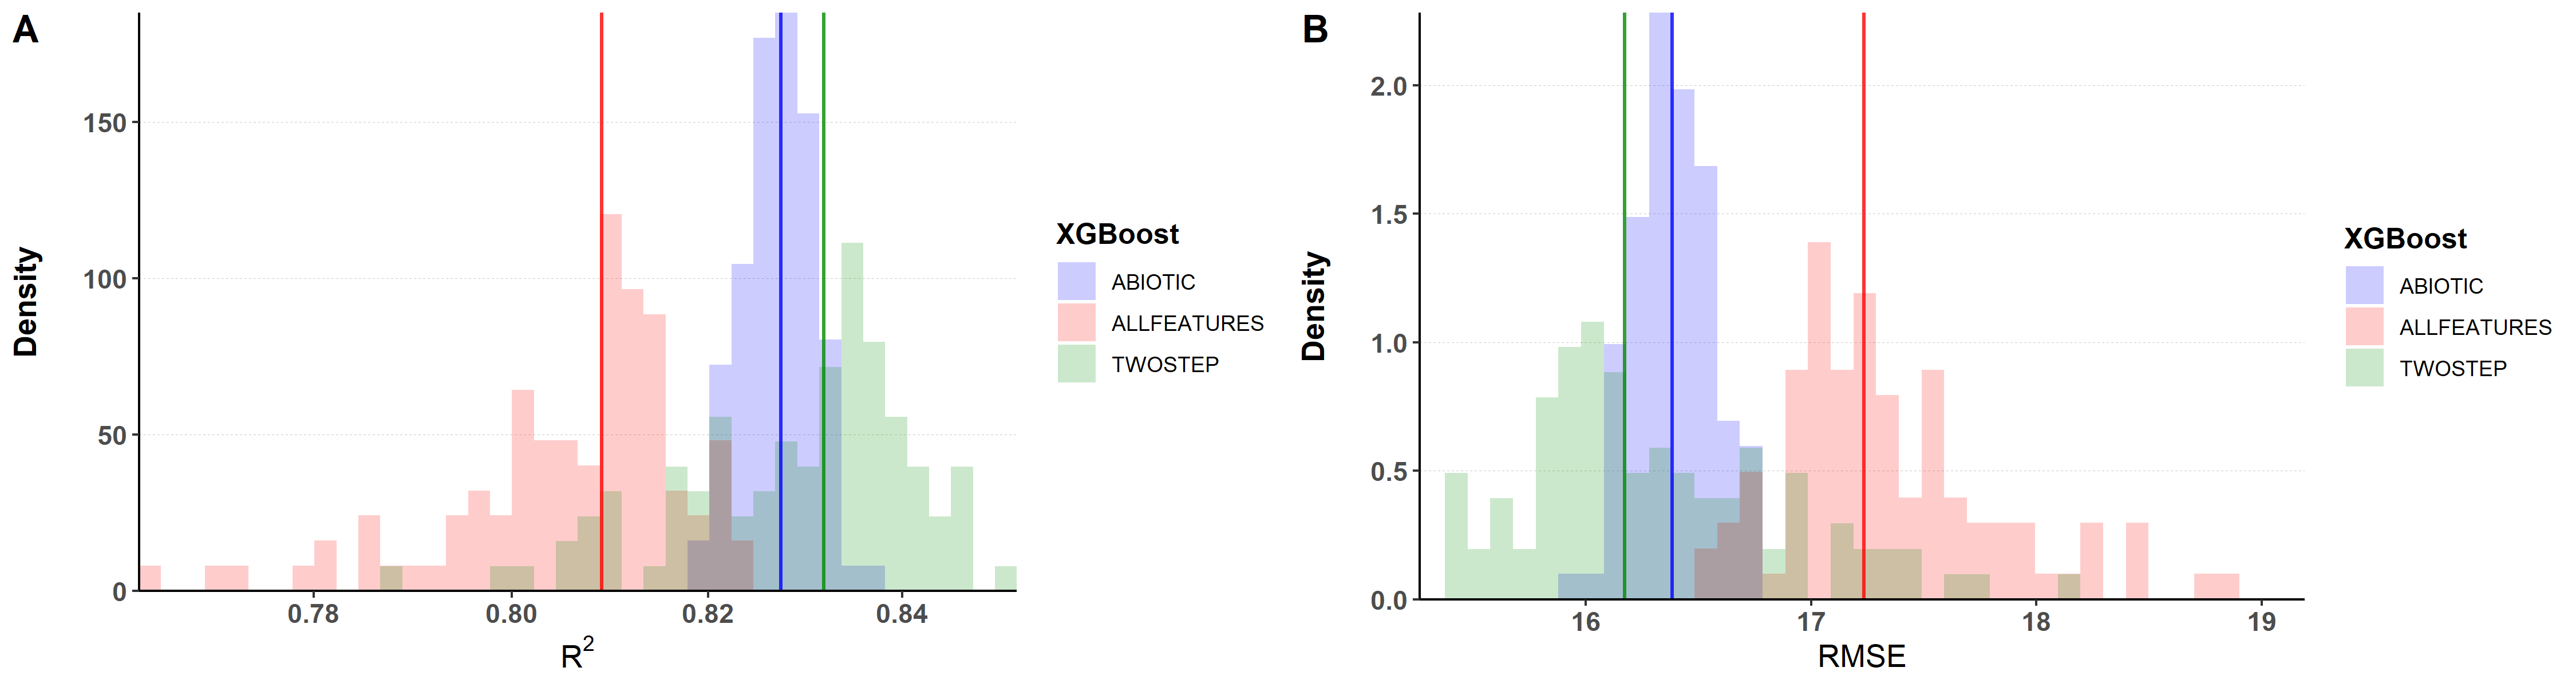 A
Density
150
100
50
0
0.78 0.80 0.82 0.84
R²
XGBoost
ABIOTIC
ALLFEATURES
TWOSTEP
B
Density
2.0
1.5
1.0
0.5
0.0
16 17 18 19
RMSE
XGBoost
ABIOTIC
ALLFEATURES
TWOSTEP